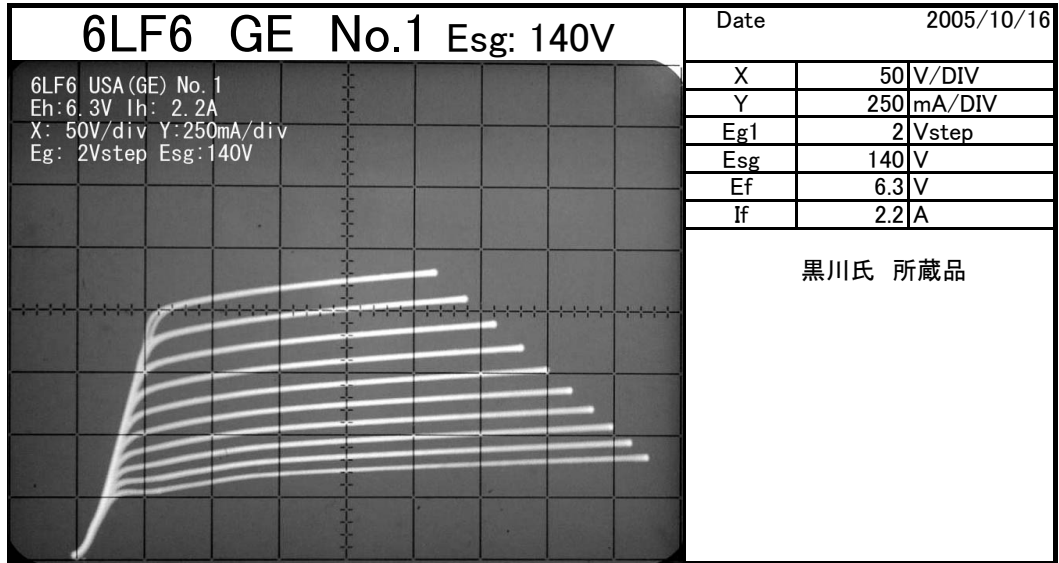 6LF6 GE No.1 Esg: 140V
6LF6 USA(GE) No.1
Eh:6.3V Ih: 2.2A
X: 50V/div Y:250mA/div
Eg: 2Vstep Esg:140V
Date 2005/10/16
X 50 V/DIV
Y 250 mA/DIV
Eg1 2 Vstep
Esg 140 V
Ef 6.3 V
If 2.2 A
黒川氏 所蔵品